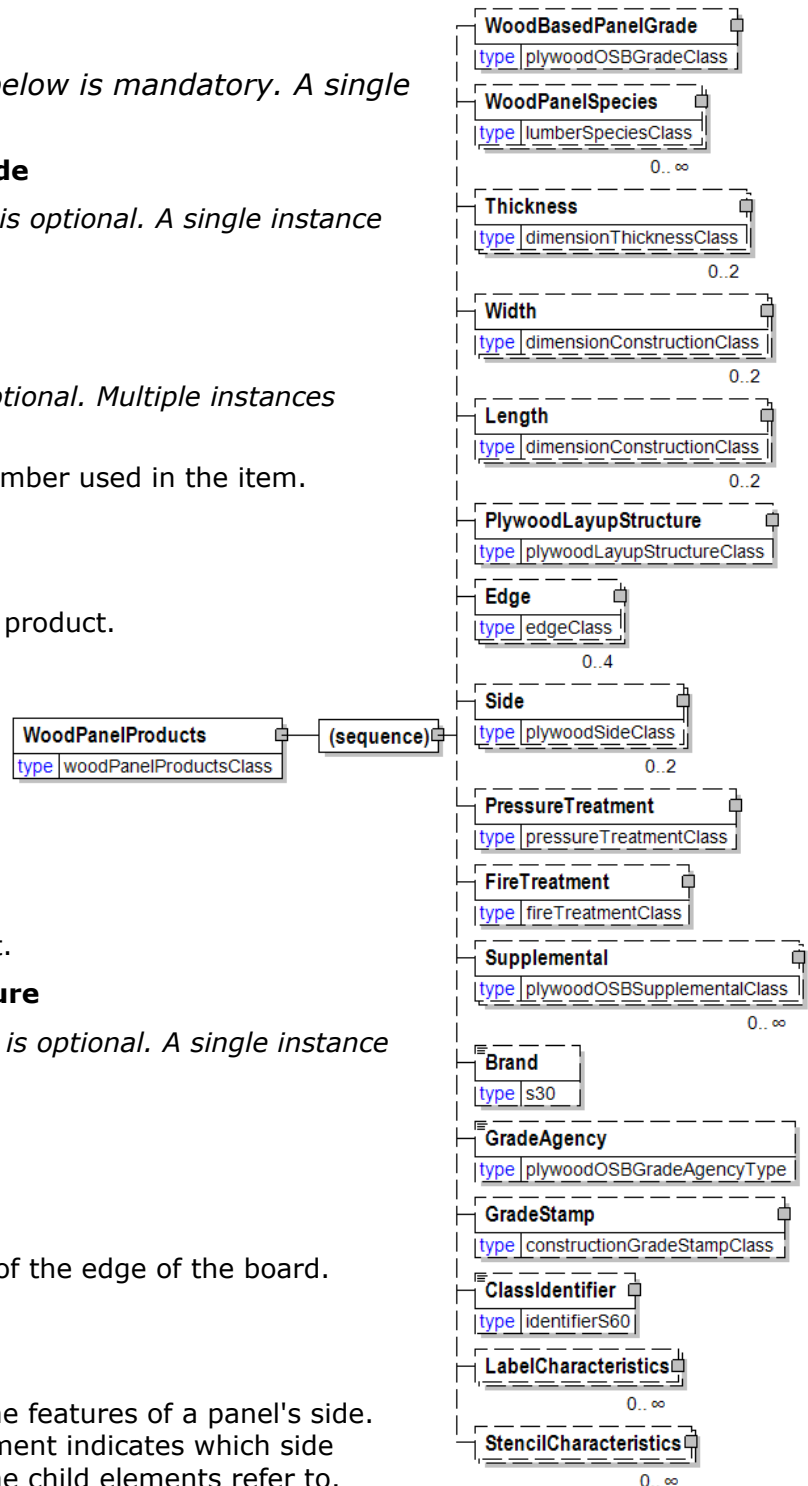 elow is mandatory. A single
de
is optional. A single instance
tional. Multiple instances
mber used in the item.
product.
t.
ure
is optional. A single instance
of the edge of the board.
he features of a panel's side.
ment indicates which side
he child elements refer to.
WoodPanelProducts
type woodPanelProductsClass
(sequence)
WoodBasedPanelGrade
type plywoodOSBGradeClass
WoodPanelSpecies
type lumberSpeciesClass
0..∞
Thickness
type dimensionThicknessClass
0..2
Width
type dimensionConstructionClass
0..2
Length
type dimensionConstructionClass
0..2
PlywoodLayupStructure
type plywoodLayupStructureClass
Edge
type edgeClass
0..4
Side
type plywoodSideClass
0..2
PressureTreatment
type pressureTreatmentClass
FireTreatment
type fireTreatmentClass
Supplemental
type plywoodOSBSupplementalClass
0..∞
Brand
type s30
GradeAgency
type plywoodOSBGradeAgencyType
GradeStamp
type constructionGradeStampClass
ClassIdentifier
type identifierS60
LabelCharacteristics
0..∞
StencilCharacteristics
0..∞